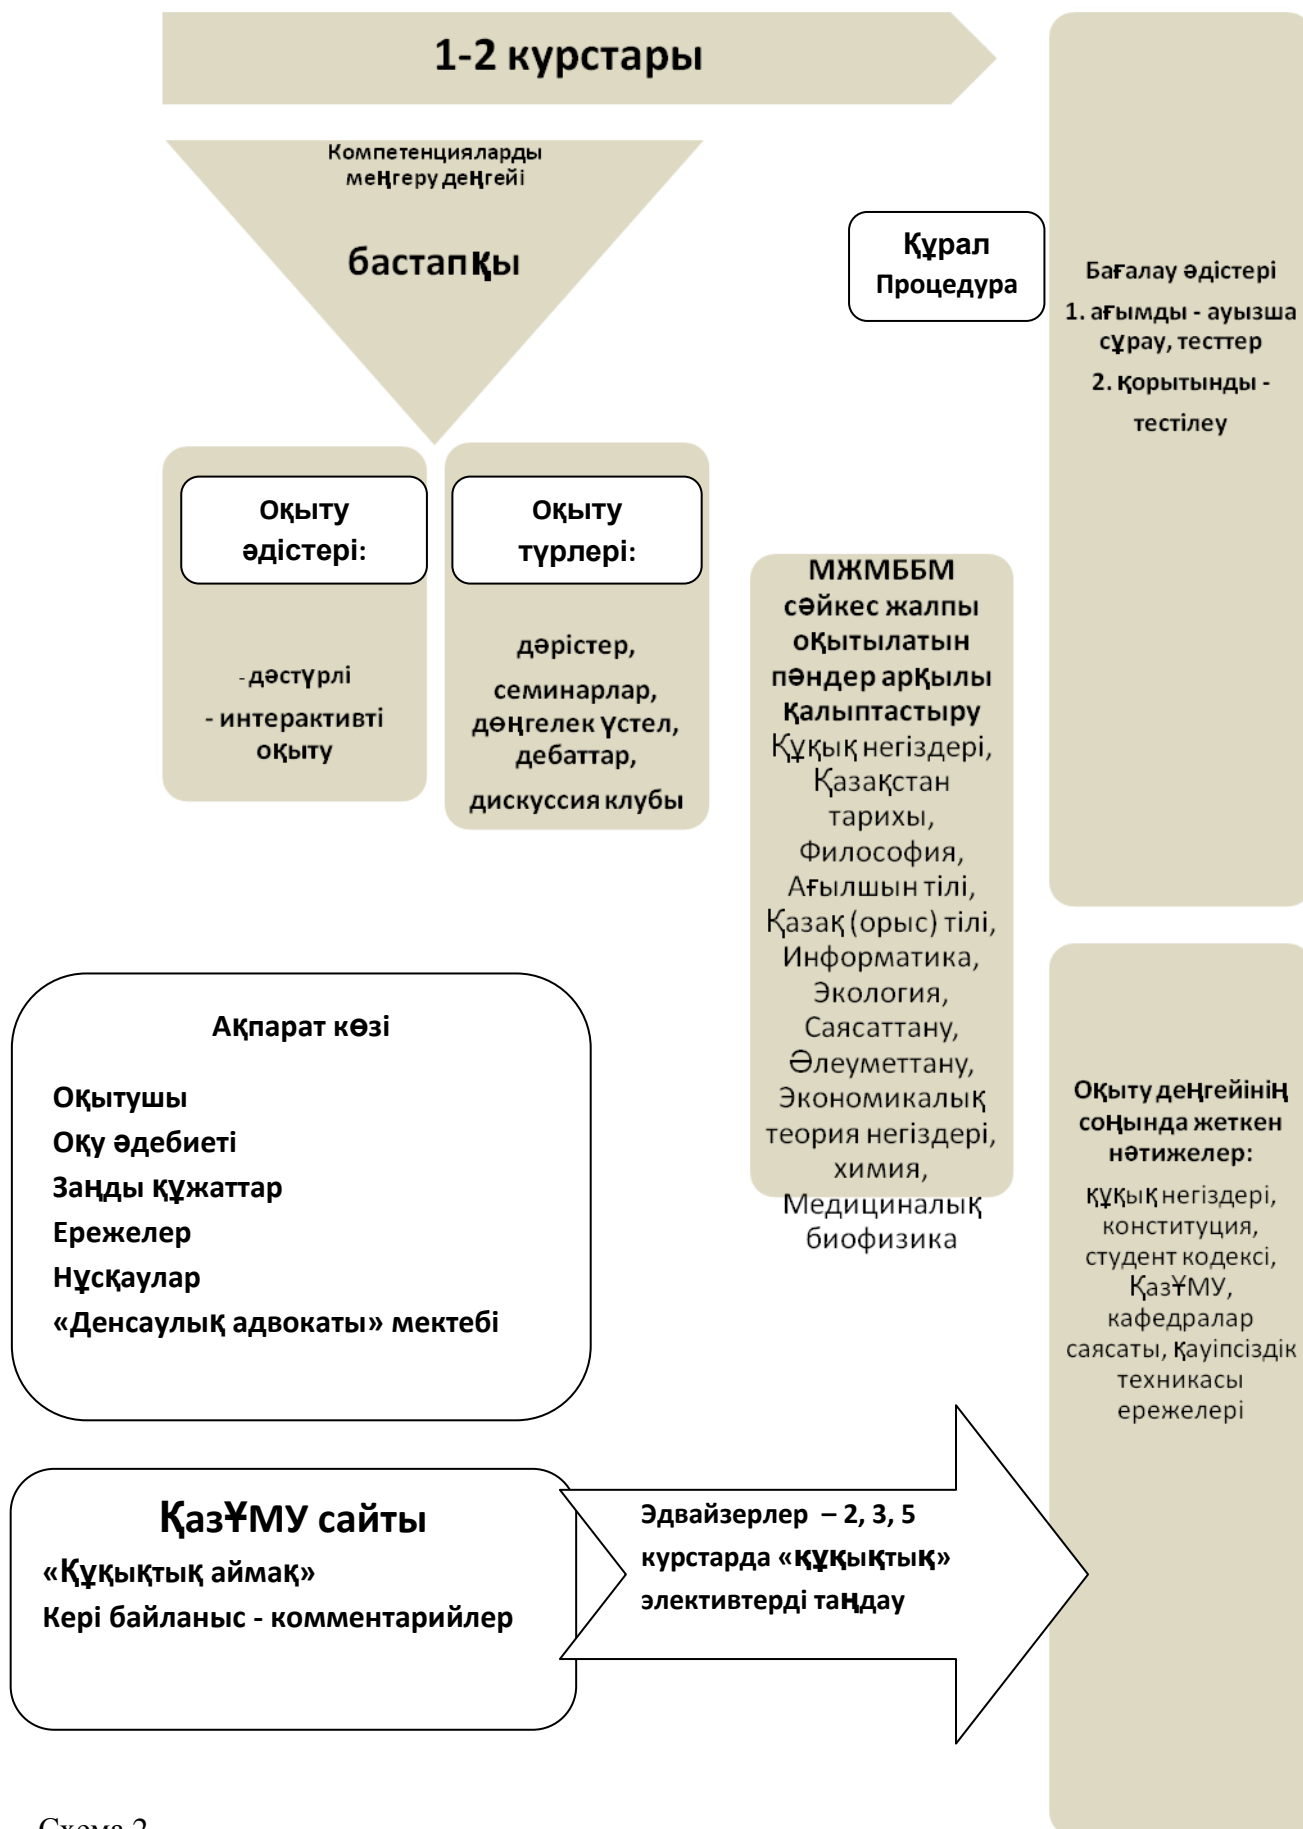 1-2 курстары
Компетенцияларды
меңгеру деңгейі
бастапқы
Құрал
Процедура
Бағалау әдістері
1. ағымды - ауызша
сұрау, тесттер
2. қорытынды -
тестілеу
Оқыту
әдістері:
- дәстүрлі
- интерактивті
оқыту
Оқыту
түрлері:
дәрістер,
семинарлар,
дөңгелек үстел,
дебаттар,
дискуссия клубы
МЖМББМ
сәйкес жалпы
оқытылатын
пәндер арқылы
қалыптастыру
Құқық негіздері,
Қазақстан
тарихы,
Философия,
Ағылшын тілі,
Қазақ (орыс) тілі,
Информатика,
Экология,
Саясаттану,
Әлеуметтану,
Экономикалық
теория негіздері,
химия,
Медициналық
биофизика
Ақпарат көзі
Оқытушы
Оқу әдебиеті
Заңды құжаттар
Ережелер
Нұсқаулар
«Денсаулық адвокаты» мектебі
Оқыту деңгейінің
соңында жеткен
нәтижелер:
құқық негіздері,
конституция,
студент кодексі,
ҚазҰМУ,
кафедралар
саясаты, қауіпсіздік
техникасы
ережелері
ҚазҰМУ сайты
«Құқықтық аймақ»
Кері байланыс - комментарийлер
Эдвайзерлер – 2, 3, 5
курстарда «құқықтық»
элективтерді таңдау
Схема 2